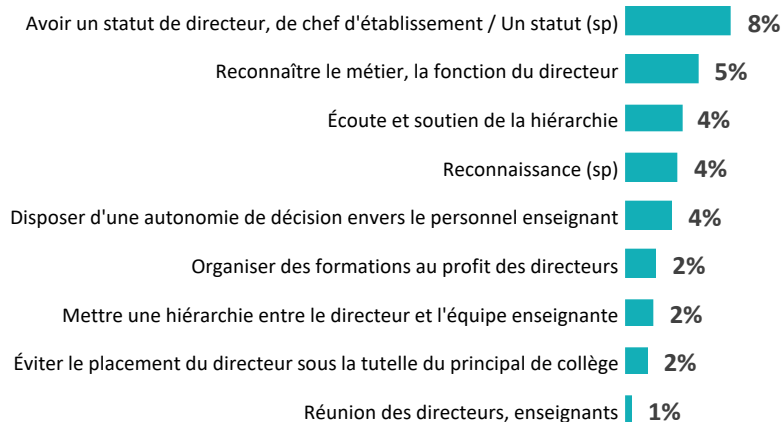 Avoir un statut de directeur, de chef d'établissement / Un statut (sp) 8%
Reconnaître le métier, la fonction du directeur 5%
Écoute et soutien de la hiérarchie 4%
Reconnaissance (sp) 4%
Disposer d'une autonomie de décision envers le personnel enseignant 4%
Organiser des formations au profit des directeurs 2%
Mettre une hiérarchie entre le directeur et l'équipe enseignante 2%
Éviter le placement du directeur sous la tutelle du principal de collège 2%
Réunion des directeurs, enseignants 1%